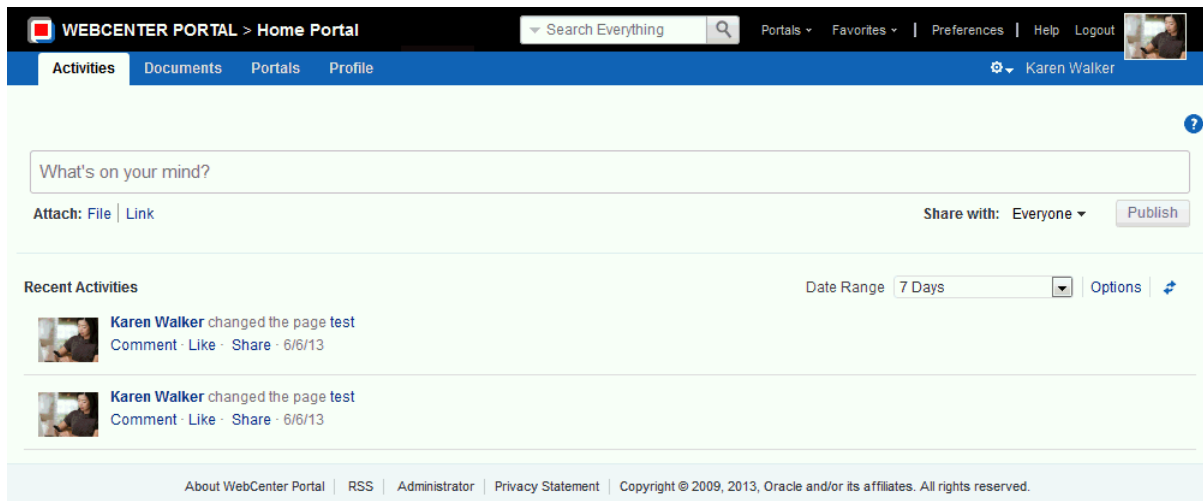 WEBCENTER PORTAL > Home Portal Search Everything Portals Favorites | Preferences | Help Logout
Activities Documents Portals Profile Karen Walker
?
What's on your mind?
Attach: File | Link Share with: Everyone Publish
Recent Activities Date Range 7 Days Options
Karen Walker changed the page test
Comment · Like · Share · 6/6/13
Karen Walker changed the page test
Comment · Like · Share · 6/6/13
About WebCenter Portal | RSS | Administrator | Privacy Statement | Copyright © 2009, 2013, Oracle and/or its affiliates. All rights reserved.